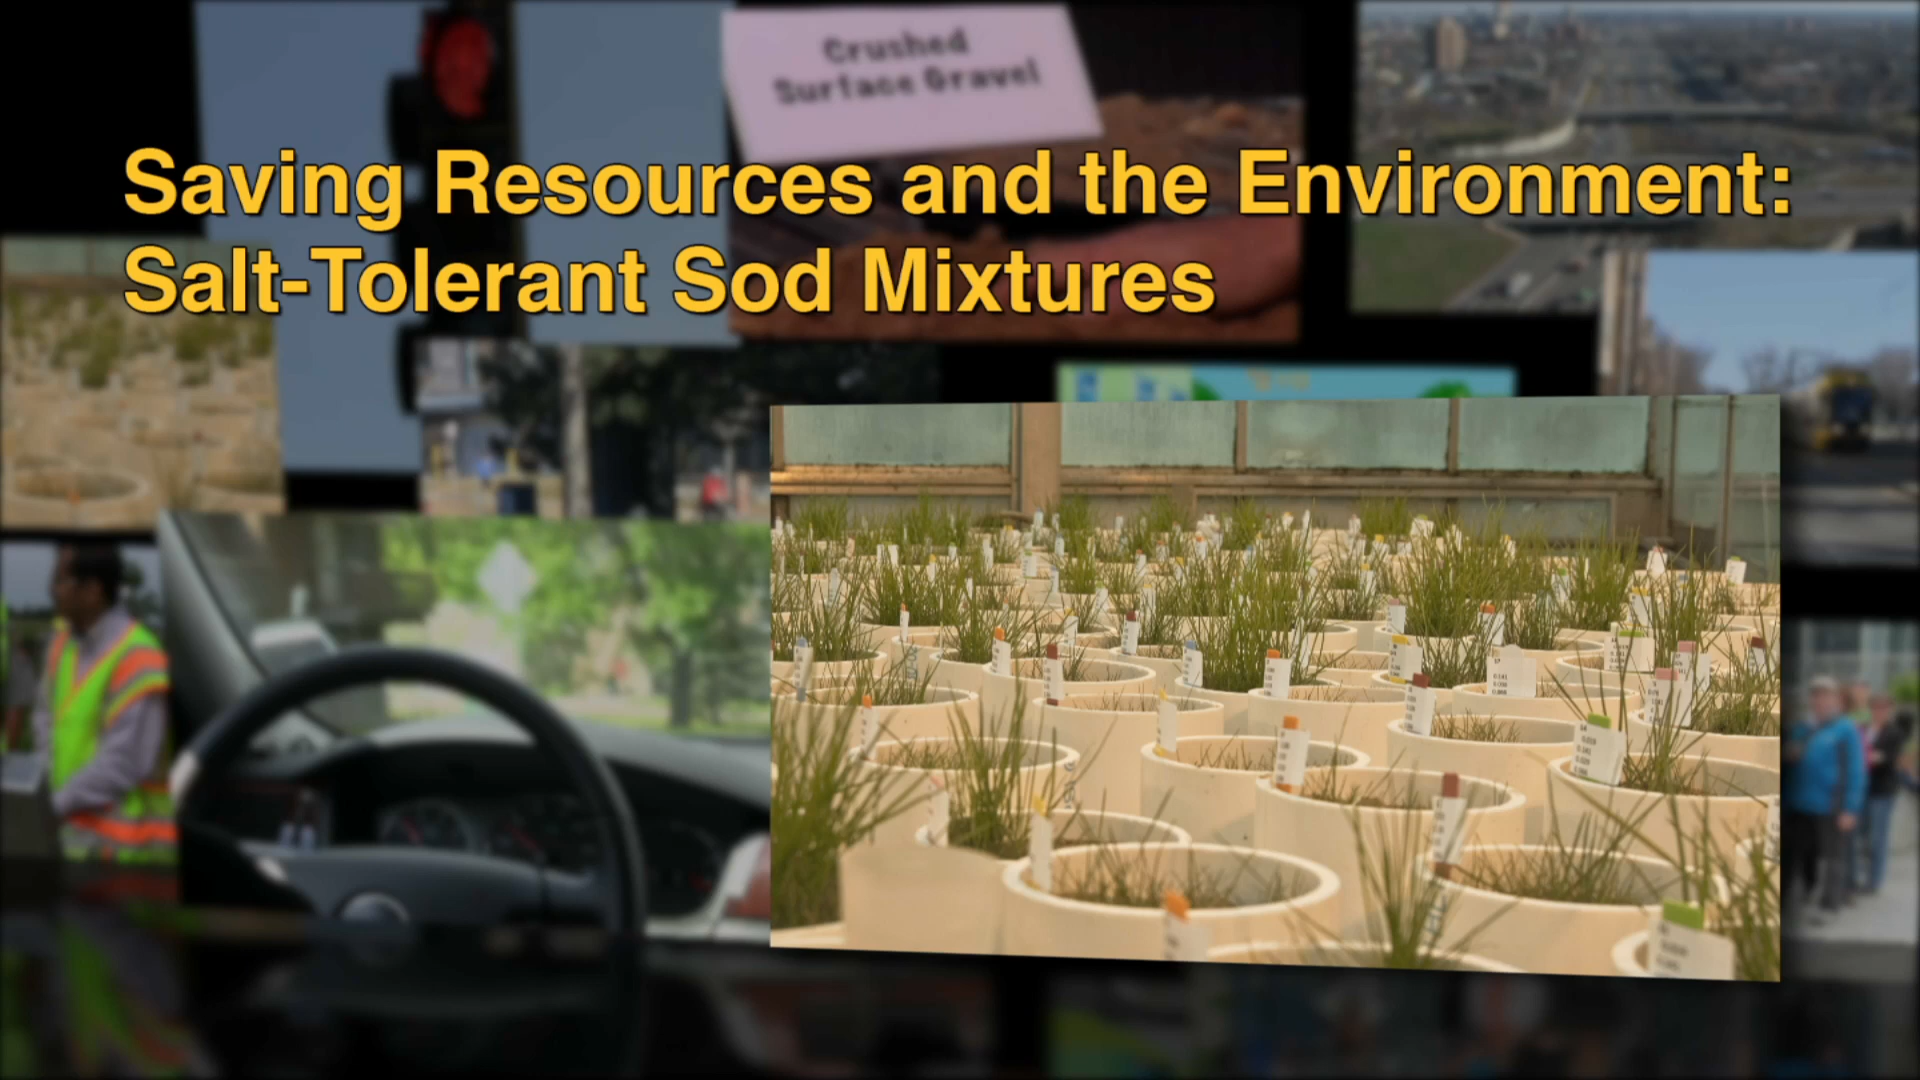 Crushed
Surface Gravel
Saving Resources and the Environment:
Salt-Tolerant Sod Mixtures